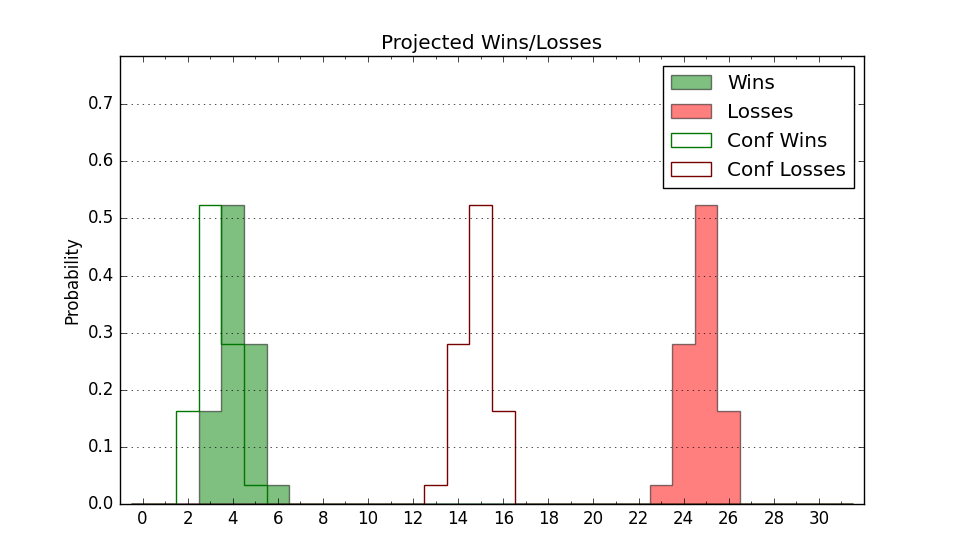 Projected Wins/Losses
Wins
Losses
Conf Wins
Conf Losses
Probability
0.7
0.6
0.5
0.4
0.3
0.2
0.1
0.0
0 2 4 6 8 10 12 14 16 18 20 22 24 26 28 30